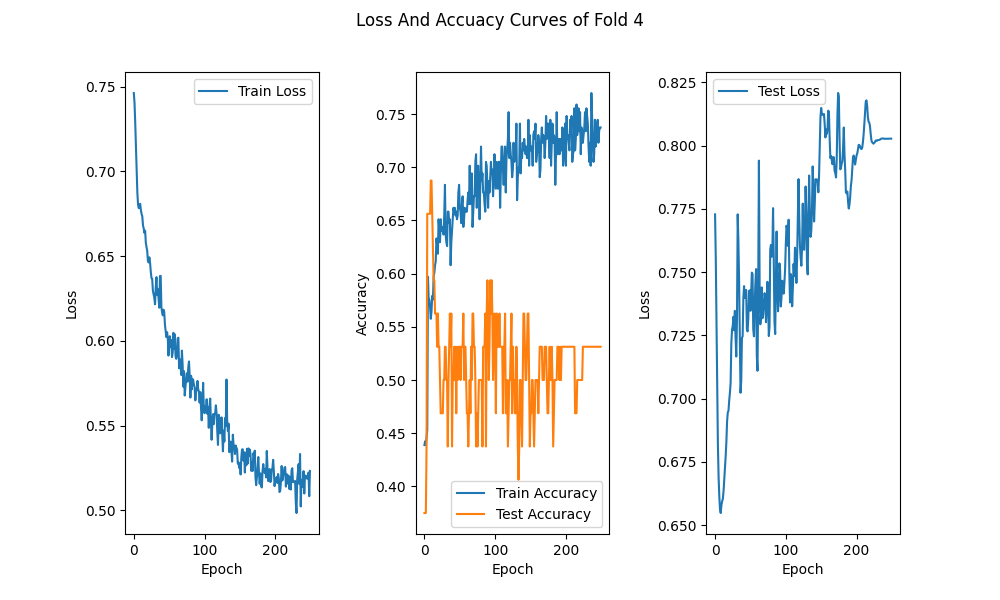 Loss And Accuacy Curves of Fold 4
Train Loss
0.75
0.70
0.65
0.60
0.55
0.50
Loss
0
100
200
Epoch
0.75
0.70
0.65
0.60
0.55
0.50
0.45
0.40
Accuracy
Train Accuracy
Test Accuracy
0
100
200
Epoch
Test Loss
0.825
0.800
0.775
0.750
0.725
0.700
0.675
0.650
Loss
0
100
200
Epoch